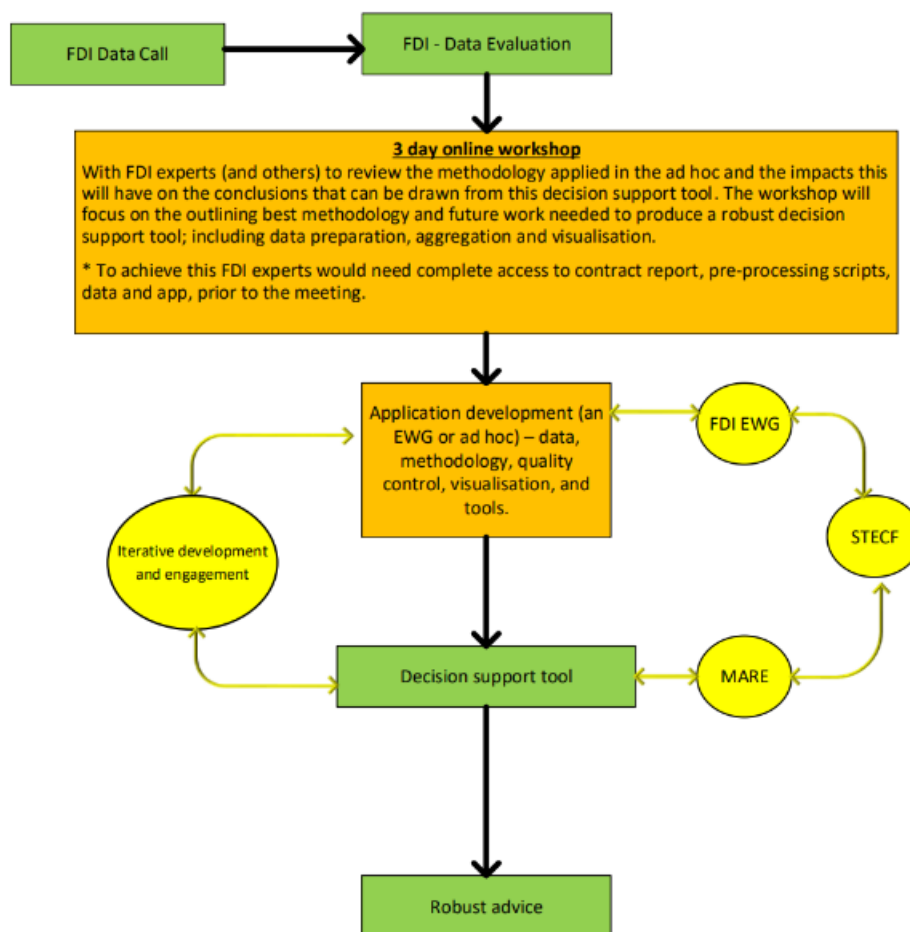 FDI Data Call
FDI - Data Evaluation
3 day online workshop
With FDI experts (and others) to review the methodology applied in the ad hoc and the impacts this
will have on the conclusions that can be drawn from this decision support tool. The workshop will
focus on the outlining best methodology and future work needed to produce a robust decision
support tool; including data preparation, aggregation and visualisation.
* To achieve this FDI experts would need complete access to contract report, pre-processing scripts,
data and app, prior to the meeting.
Application development (an
EWG or ad hoc) – data,
methodology, quality
control, visualisation, and
tools.
FDI EWG
STECF
Iterative development
and engagement
Decision support tool
MARE
Robust advice